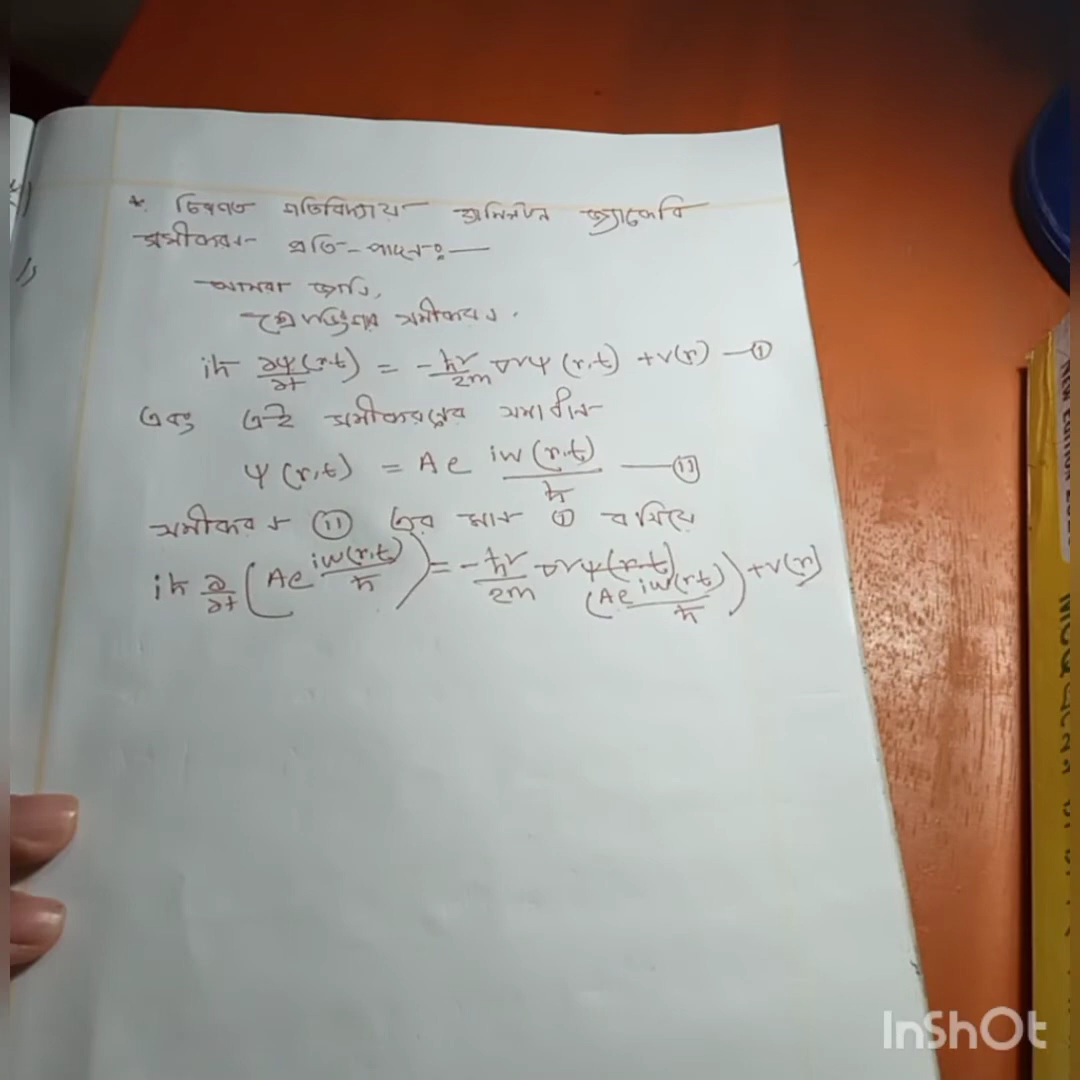 *. চিরায়ত গতিবিদ্যায় হ্যামিলটন জ্যাকোবি
সমীকরণ প্রতি-পাদন:—
আমরা জানি,
শ্রোডিঙ্গার সমীকরণ.
iħ ∂ψ(r,t)/∂t = -ħ²/2m ∇²ψ(r,t) + v(r) — (i)
এবং এই সমীকরণের সমাধান
ψ(r,t) = Ae iw(r,t)/ħ — (ii)
সমীকরণ (ii) এর মান (i) বসিয়ে
iħ ∂/∂t (Ae iw(r,t)/ħ) = -ħ²/2m ∇²ψ(r,t) (Ae iw(r,t)/ħ) + v(r)
InShOt